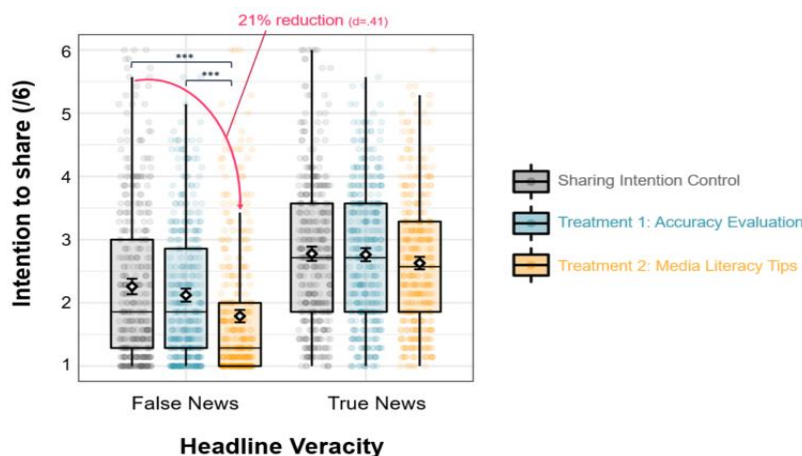 21% reduction (d=.41)
6
5
4
3
2
1
Intention to share (/6)
***
***
False News
True News
Headline Veracity
Sharing Intention Control
Treatment 1: Accuracy Evaluation
Treatment 2: Media Literacy Tips